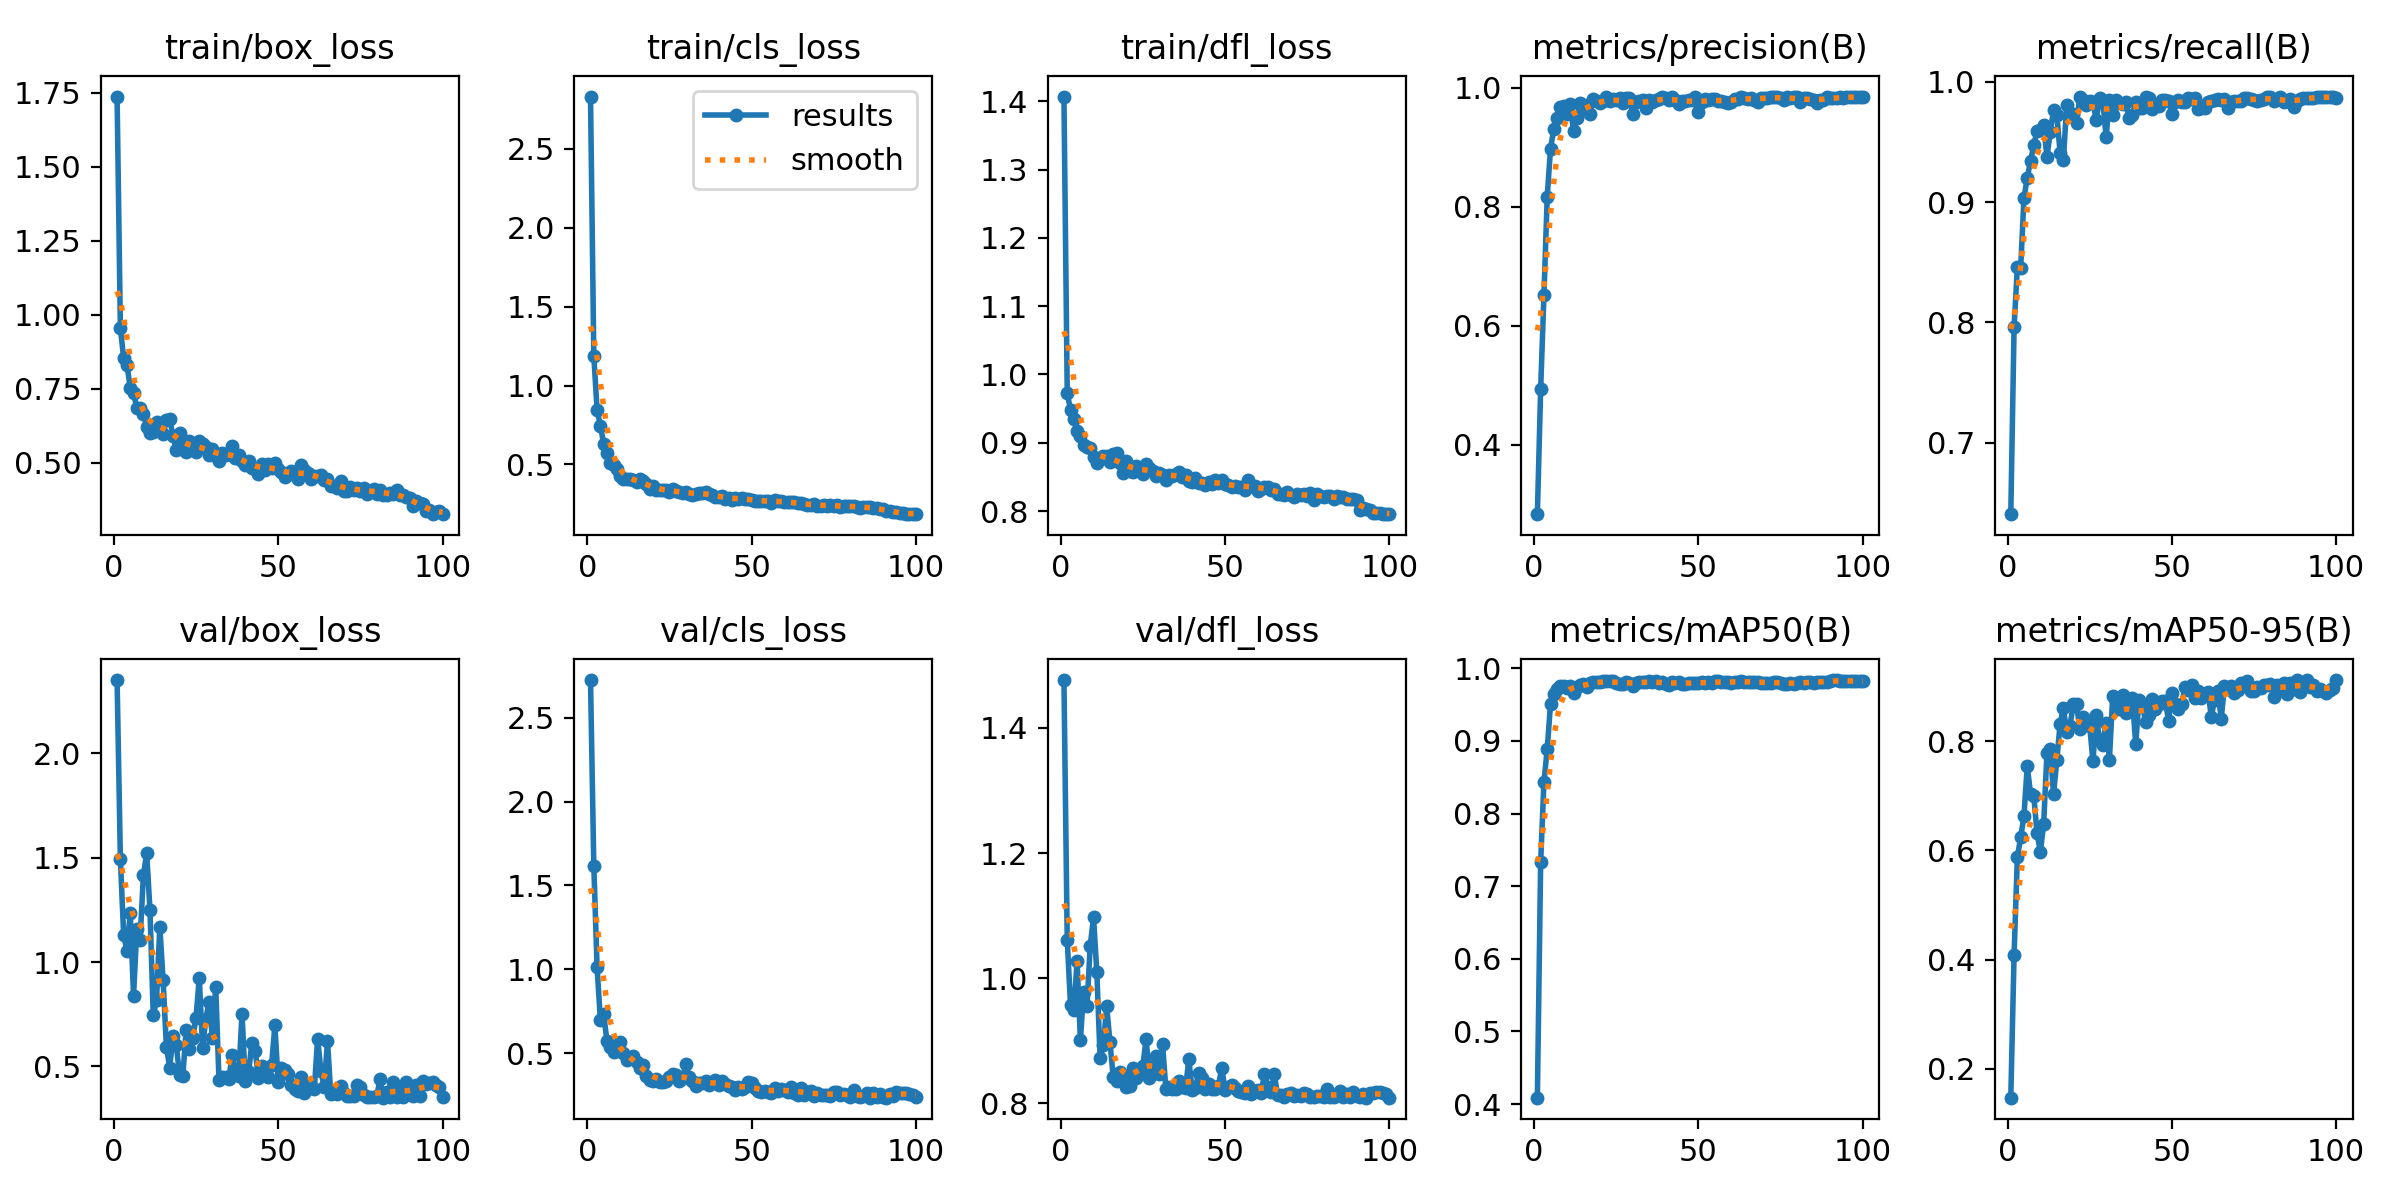 train/box_loss
1.75
1.50
1.25
1.00
0.75
0.50
0 50 100
train/cls_loss
results
smooth
2.5
2.0
1.5
1.0
0.5
0 50 100
train/dfl_loss
1.4
1.3
1.2
1.1
1.0
0.9
0.8
0 50 100
metrics/precision(B)
1.0
0.8
0.6
0.4
0 50 100
metrics/recall(B)
1.0
0.9
0.8
0.7
0 50 100
val/box_loss
2.0
1.5
1.0
0.5
0 50 100
val/cls_loss
2.5
2.0
1.5
1.0
0.5
0 50 100
val/dfl_loss
1.4
1.2
1.0
0.8
0 50 100
metrics/mAP50(B)
1.0
0.9
0.8
0.7
0.6
0.5
0.4
0 50 100
metrics/mAP50-95(B)
0.8
0.6
0.4
0.2
0 50 100